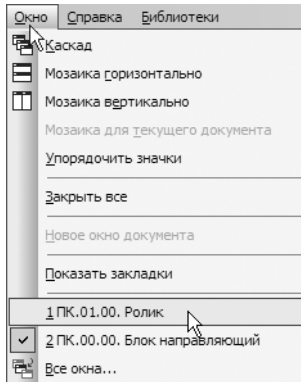 Окно Справка Библиотеки
Каскад
Мозаика горизонтально
Мозаика вертикально
Мозаика для текущего документа
Упорядочить значки
Закрыть все
Новое окно документа
Показать закладки
1 ПК.01.00. Ролик
2 ПК.00.00. Блок направляющий
Все окна...